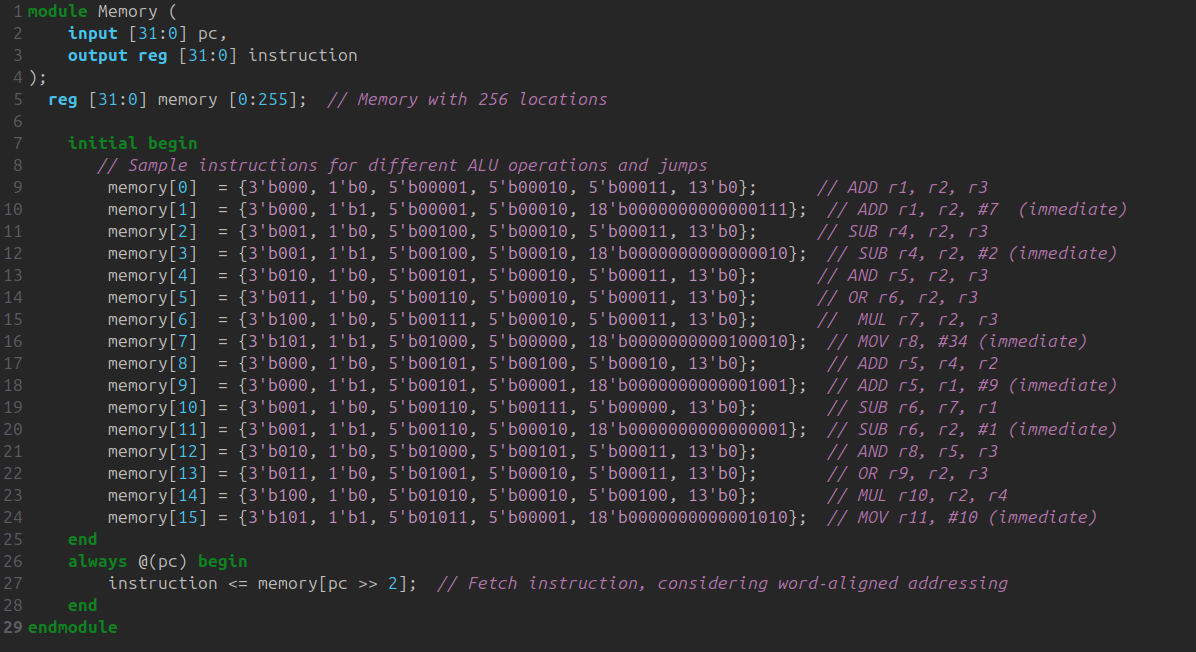 1 module Memory (
2     input [31:0] pc,
3     output reg [31:0] instruction
4 );
5   reg [31:0] memory [0:255];  // Memory with 256 locations
6
7     initial begin
8        // Sample instructions for different ALU operations and jumps
9         memory[0]  = {3'b000, 1'b0, 5'b00001, 5'b00010, 5'b00011, 13'b0};      // ADD r1, r2, r3
10         memory[1]  = {3'b000, 1'b1, 5'b00001, 5'b00010, 18'b0000000000000111};  // ADD r1, r2, #7  (immediate)
11         memory[2]  = {3'b001, 1'b0, 5'b00100, 5'b00010, 5'b00011, 13'b0};      // SUB r4, r2, r3
12         memory[3]  = {3'b001, 1'b1, 5'b00100, 5'b00010, 18'b0000000000000010};  // SUB r4, r2, #2 (immediate)
13         memory[4]  = {3'b010, 1'b0, 5'b00101, 5'b00010, 5'b00011, 13'b0};      // AND r5, r2, r3
14         memory[5]  = {3'b011, 1'b0, 5'b00110, 5'b00010, 5'b00011, 13'b0};      // OR r6, r2, r3
15         memory[6]  = {3'b100, 1'b0, 5'b00111, 5'b00010, 5'b00011, 13'b0};      //  MUL r7, r2, r3
16         memory[7]  = {3'b101, 1'b1, 5'b01000, 5'b00000, 18'b0000000000100010};  // MOV r8, #34 (immediate)
17         memory[8]  = {3'b000, 1'b0, 5'b00101, 5'b00100, 5'b00010, 13'b0};       // ADD r5, r4, r2
18         memory[9]  = {3'b000, 1'b1, 5'b00101, 5'b00001, 18'b0000000000001001};  // ADD r5, r1, #9 (immediate)
19         memory[10] = {3'b001, 1'b0, 5'b00110, 5'b00111, 5'b00000, 13'b0};       // SUB r6, r7, r1
20         memory[11] = {3'b001, 1'b1, 5'b00110, 5'b00010, 18'b0000000000000001};  // SUB r6, r2, #1 (immediate)
21         memory[12] = {3'b010, 1'b0, 5'b01000, 5'b00101, 5'b00011, 13'b0};       // AND r8, r5, r3
22         memory[13] = {3'b011, 1'b0, 5'b01001, 5'b00010, 5'b00011, 13'b0};       // OR r9, r2, r3
23         memory[14] = {3'b100, 1'b0, 5'b01010, 5'b00010, 5'b00100, 13'b0};       // MUL r10, r2, r4
24         memory[15] = {3'b101, 1'b1, 5'b01011, 5'b00001, 18'b0000000000001010};  // MOV r11, #10 (immediate)
25     end
26     always @(pc) begin
27         instruction <= memory[pc >> 2];  // Fetch instruction, considering word-aligned addressing
28     end
29 endmodule